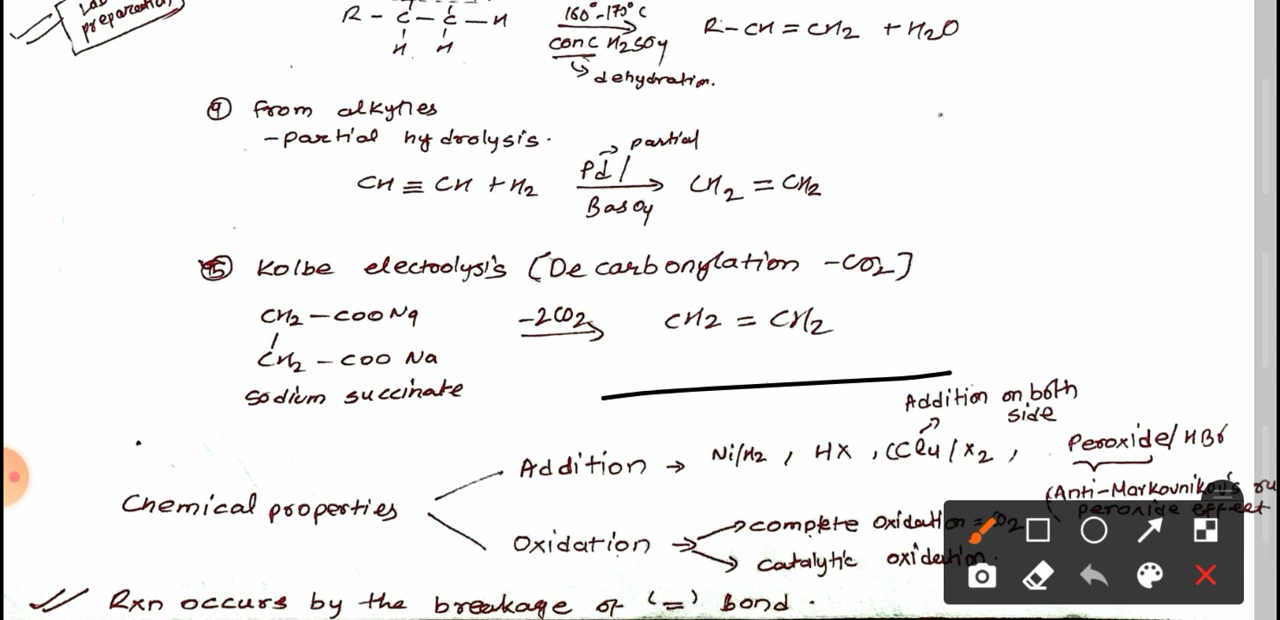 Lab preparation
R - C - C - H 160°-170°C R-CH = CH2 + H2O
H H conc H2SO4
dehydration.
④ From alkynes
- partial hydrolysis.
partial
CH ≡ CH + H2 Pd/ CH2 = CH2
BaSO4
⑤ Kolbe electrolysis [Decarbonylation -CO2]
CH2 - COONa -2CO2 CH2 = CH2
CH2 - COO Na
Sodium succinate
Addition on both side
Addition → Ni/H2 , HX , CCl4/X2 , Peroxide/HBr
(Anti-Markovnikov's ru
peroxide effect
Chemical properties
Oxidation → complete oxidation = O2
catalytic oxidation.
Rxn occurs by the breakage of (=) bond.